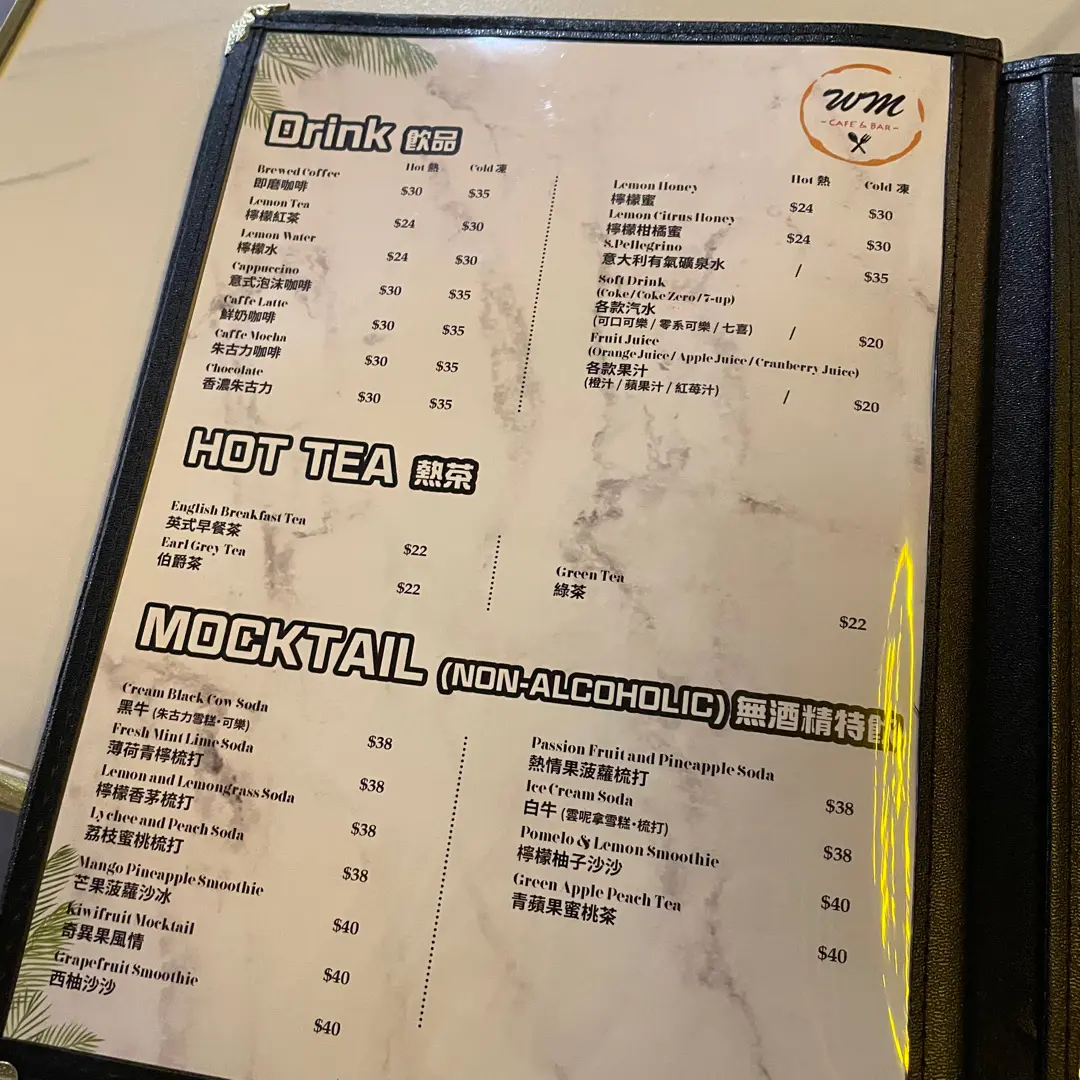 WM
- CAFE & BAR -
Drink 飲品
Hot 熱 Cold 凍
Brewed Coffee
即磨咖啡 $30 $35
Lemon Tea
檸檬紅茶 $24 $30
Lemon Water
檸檬水 $24 $30
Cappuccino
意式泡沫咖啡 $30 $35
Caffe Latte
鮮奶咖啡 $30 $35
Caffe Mocha
朱古力咖啡 $30 $35
Chocolate
香濃朱古力 $30 $35
Hot 熱 Cold 凍
Lemon Honey
檸檬蜜 $24 $30
Lemon Citrus Honey
檸檬柑橘蜜 $24 $30
S.Pellegrino
意大利有氣礦泉水 / $35
Soft Drink
(Coke / Coke Zero / 7-up)
各款汽水
(可口可樂 / 零系可樂 / 七喜) / $20
Fruit Juice
(Orange Juice / Apple Juice / Cranberry Juice)
各款果汁
(橙汁 / 蘋果汁 / 紅莓汁) / $20
HOT TEA 熱茶
English Breakfast Tea
英式早餐茶 $22
Earl Grey Tea
伯爵茶 $22
Green Tea
綠茶 $22
MOCKTAIL (NON-ALCOHOLIC) 無酒精特飲
Cream Black Cow Soda
黑牛 (朱古力雪糕・可樂) $38
Fresh Mint Lime Soda
薄荷青檸梳打 $38
Lemon and Lemongrass Soda
檸檬香茅梳打 $38
Lychee and Peach Soda
荔枝蜜桃梳打 $38
Mango Pineapple Smoothie
芒果菠蘿沙冰 $40
Kiwifruit Mocktail
奇異果風情 $40
Grapefruit Smoothie
西柚沙沙 $40
Passion Fruit and Pineapple Soda
熱情果菠蘿梳打 $38
Ice Cream Soda
白牛 (雲呢拿雪糕・梳打) $38
Pomelo & Lemon Smoothie
檸檬柚子沙沙 $40
Green Apple Peach Tea
青蘋果蜜桃茶 $40